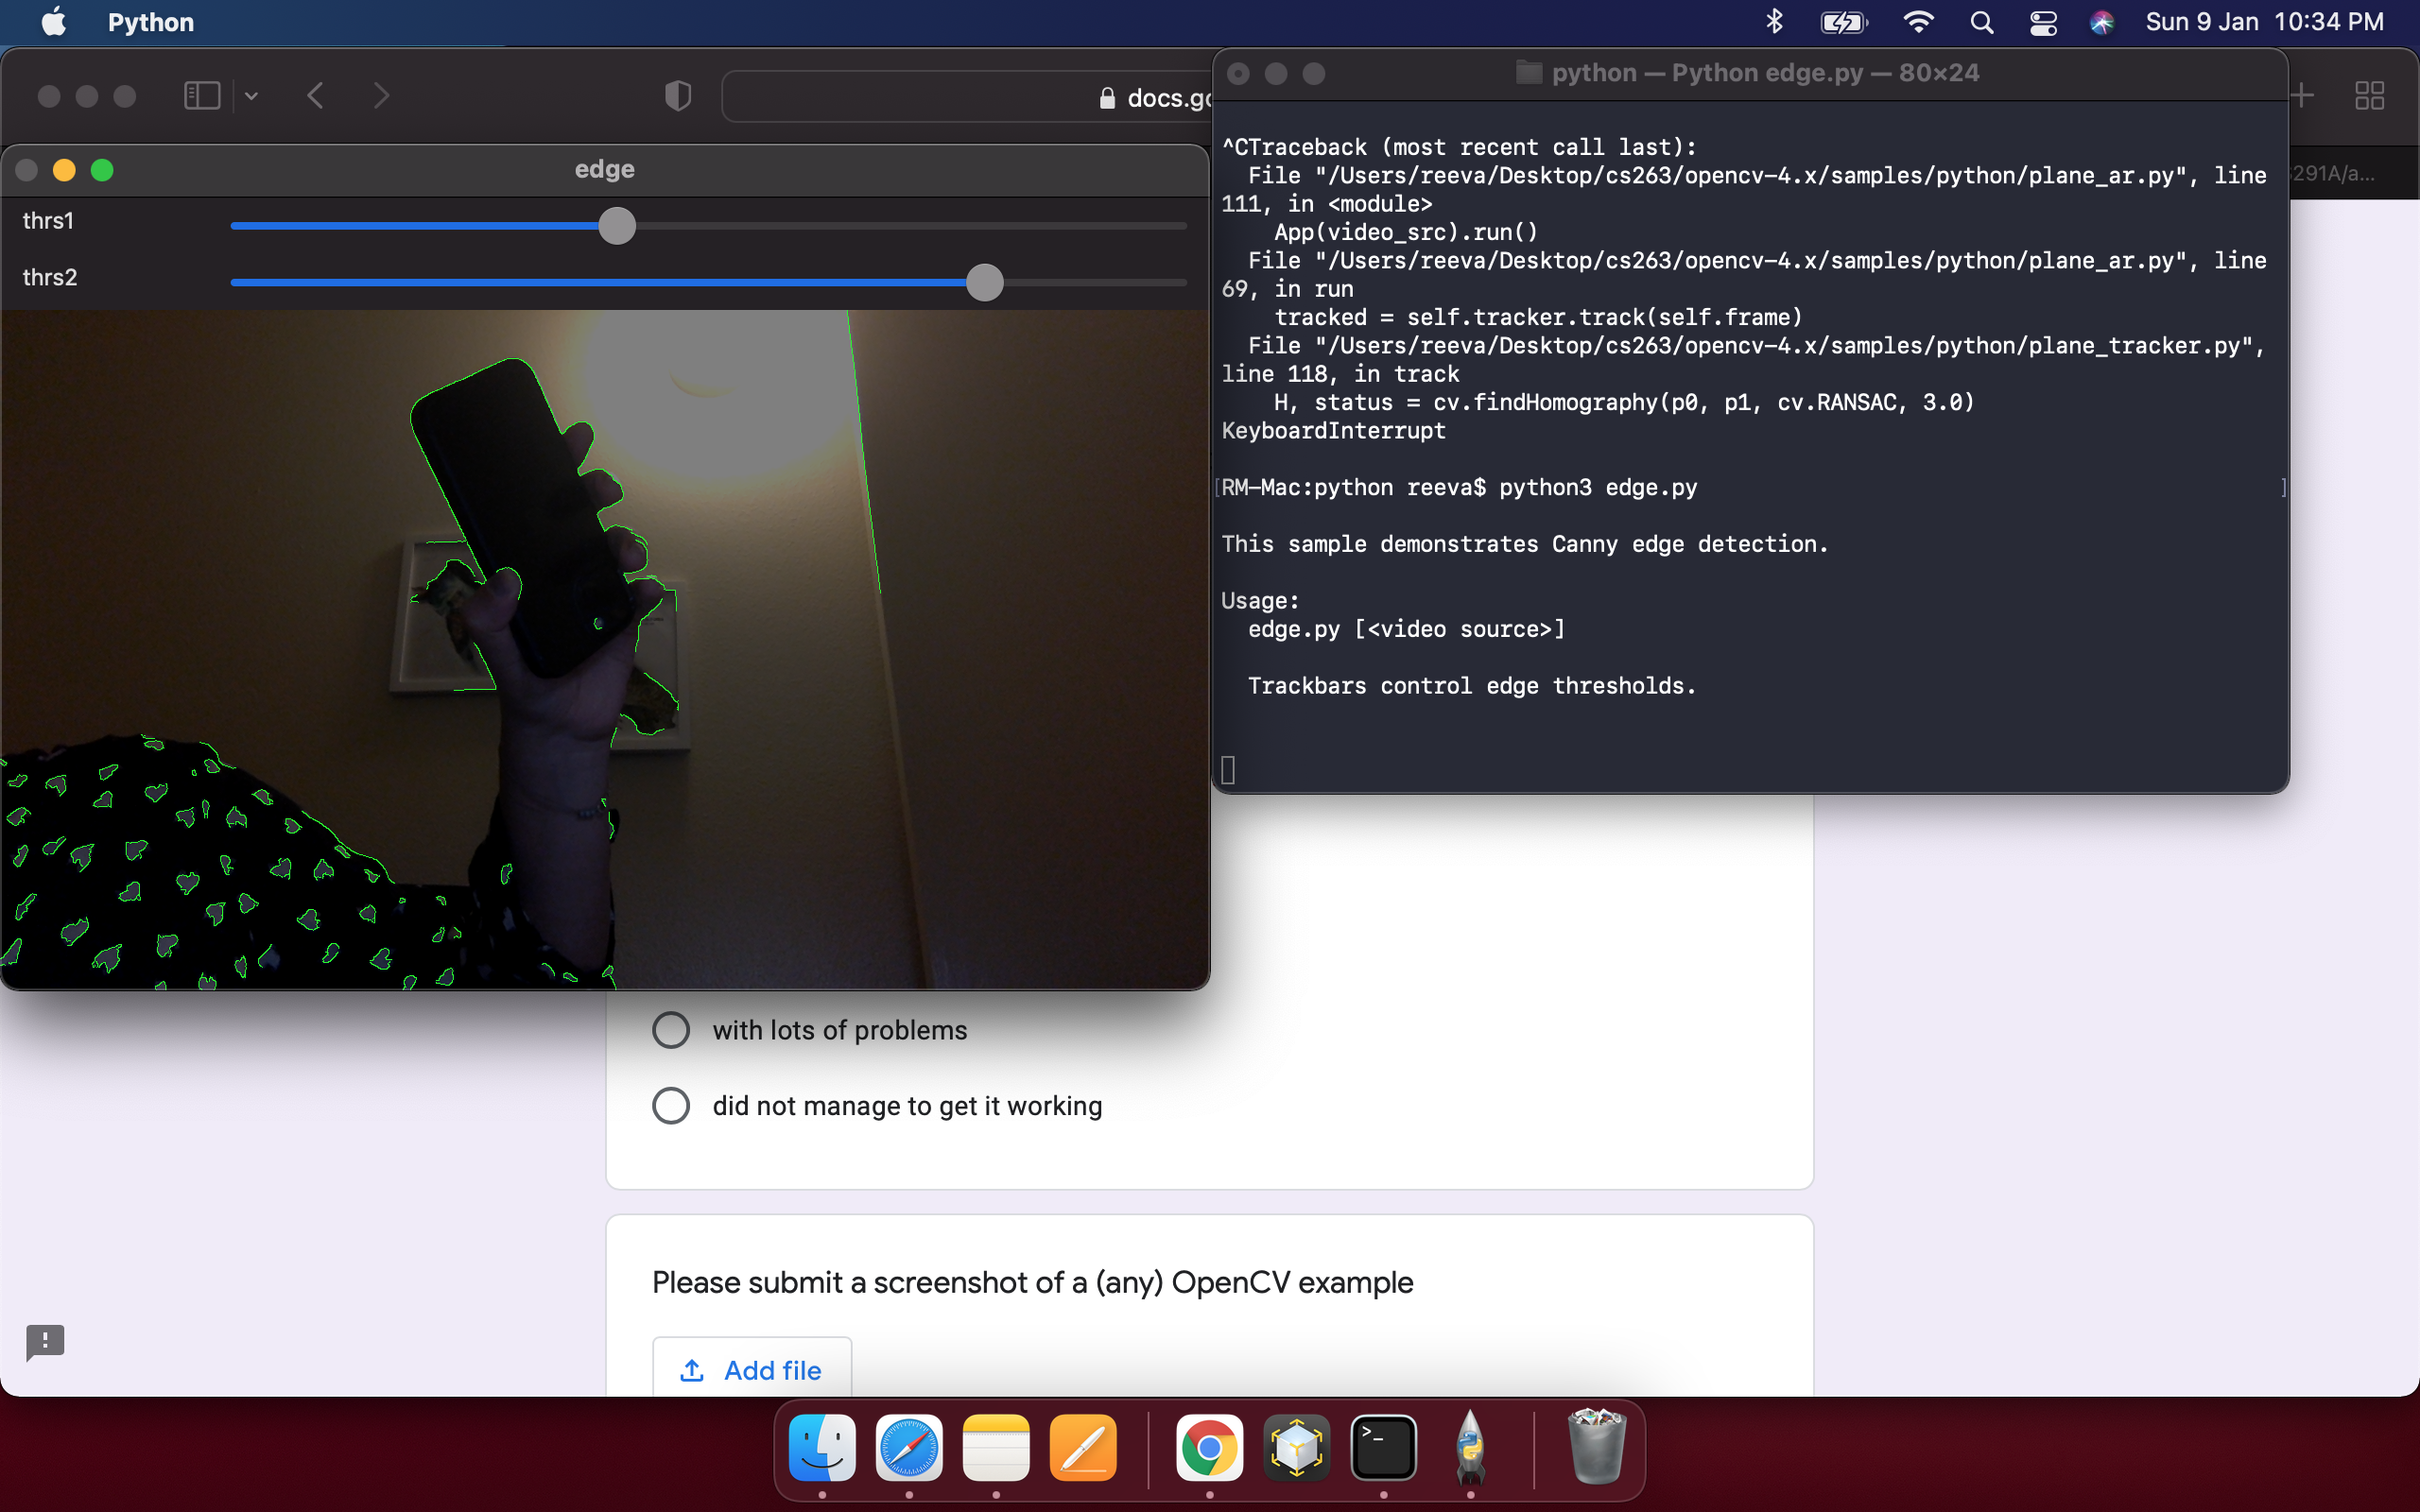 Python
Sun 9 Jan 10:34 PM
docs.go
python — Python edge.py — 80×24
291A/a...
edge
thrs1
thrs2
^CTraceback (most recent call last):
  File "/Users/reeva/Desktop/cs263/opencv-4.x/samples/python/plane_ar.py", line
111, in <module>
    App(video_src).run()
  File "/Users/reeva/Desktop/cs263/opencv-4.x/samples/python/plane_ar.py", line
69, in run
    tracked = self.tracker.track(self.frame)
  File "/Users/reeva/Desktop/cs263/opencv-4.x/samples/python/plane_tracker.py",
line 118, in track
    H, status = cv.findHomography(p0, p1, cv.RANSAC, 3.0)
KeyboardInterrupt
[RM-Mac:python reeva$ python3 edge.py ]
This sample demonstrates Canny edge detection.
Usage:
  edge.py [<video source>]
  Trackbars control edge thresholds.
with lots of problems
did not manage to get it working
Please submit a screenshot of a (any) OpenCV example
Add file